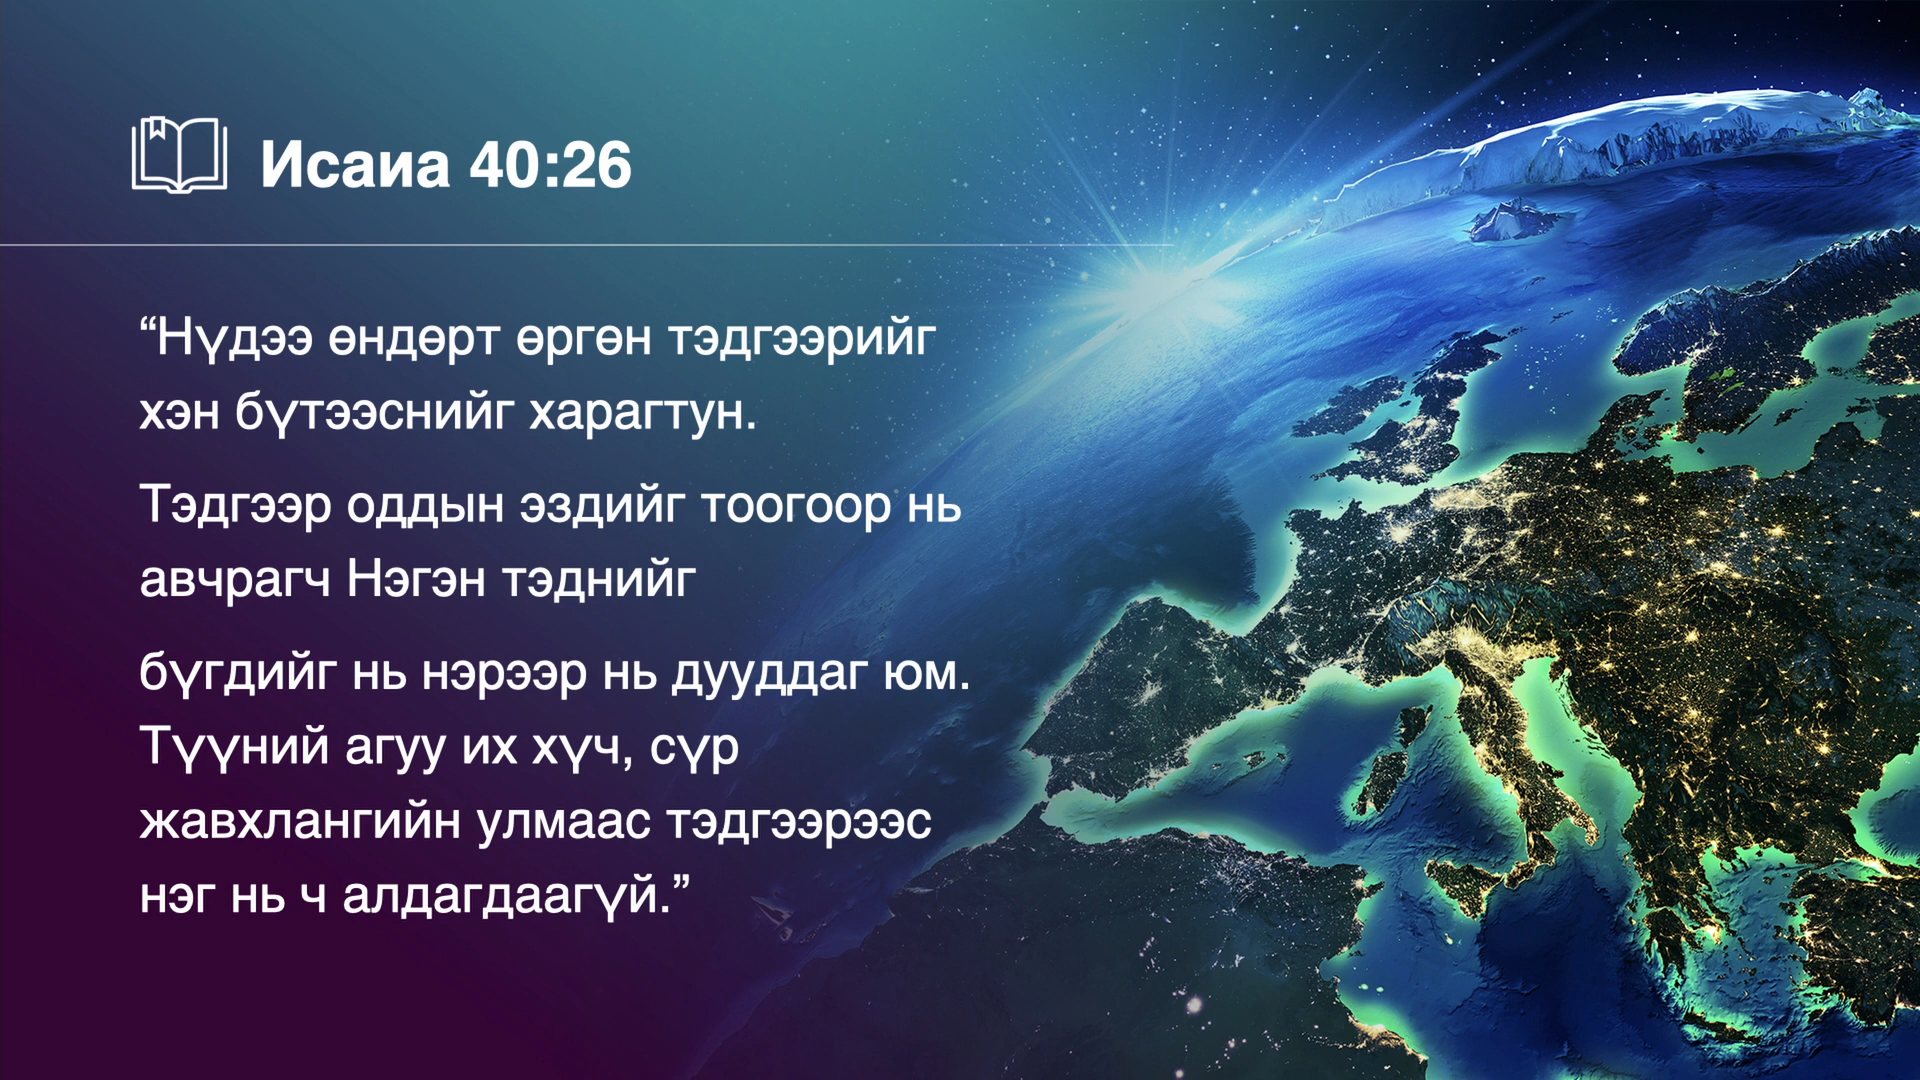 Исаиа 40:26
“Нүдээ өндөрт өргөн тэдгээрийг
хэн бүтээснийг харагтун.
Тэдгээр оддын эздийг тоогоор нь
авчрагч Нэгэн тэднийг
бүгдийг нь нэрээр нь дууддаг юм.
Түүний агуу их хүч, сүр
жавхлангийн улмаас тэдгээрээс
нэг нь ч алдагдаагүй.”